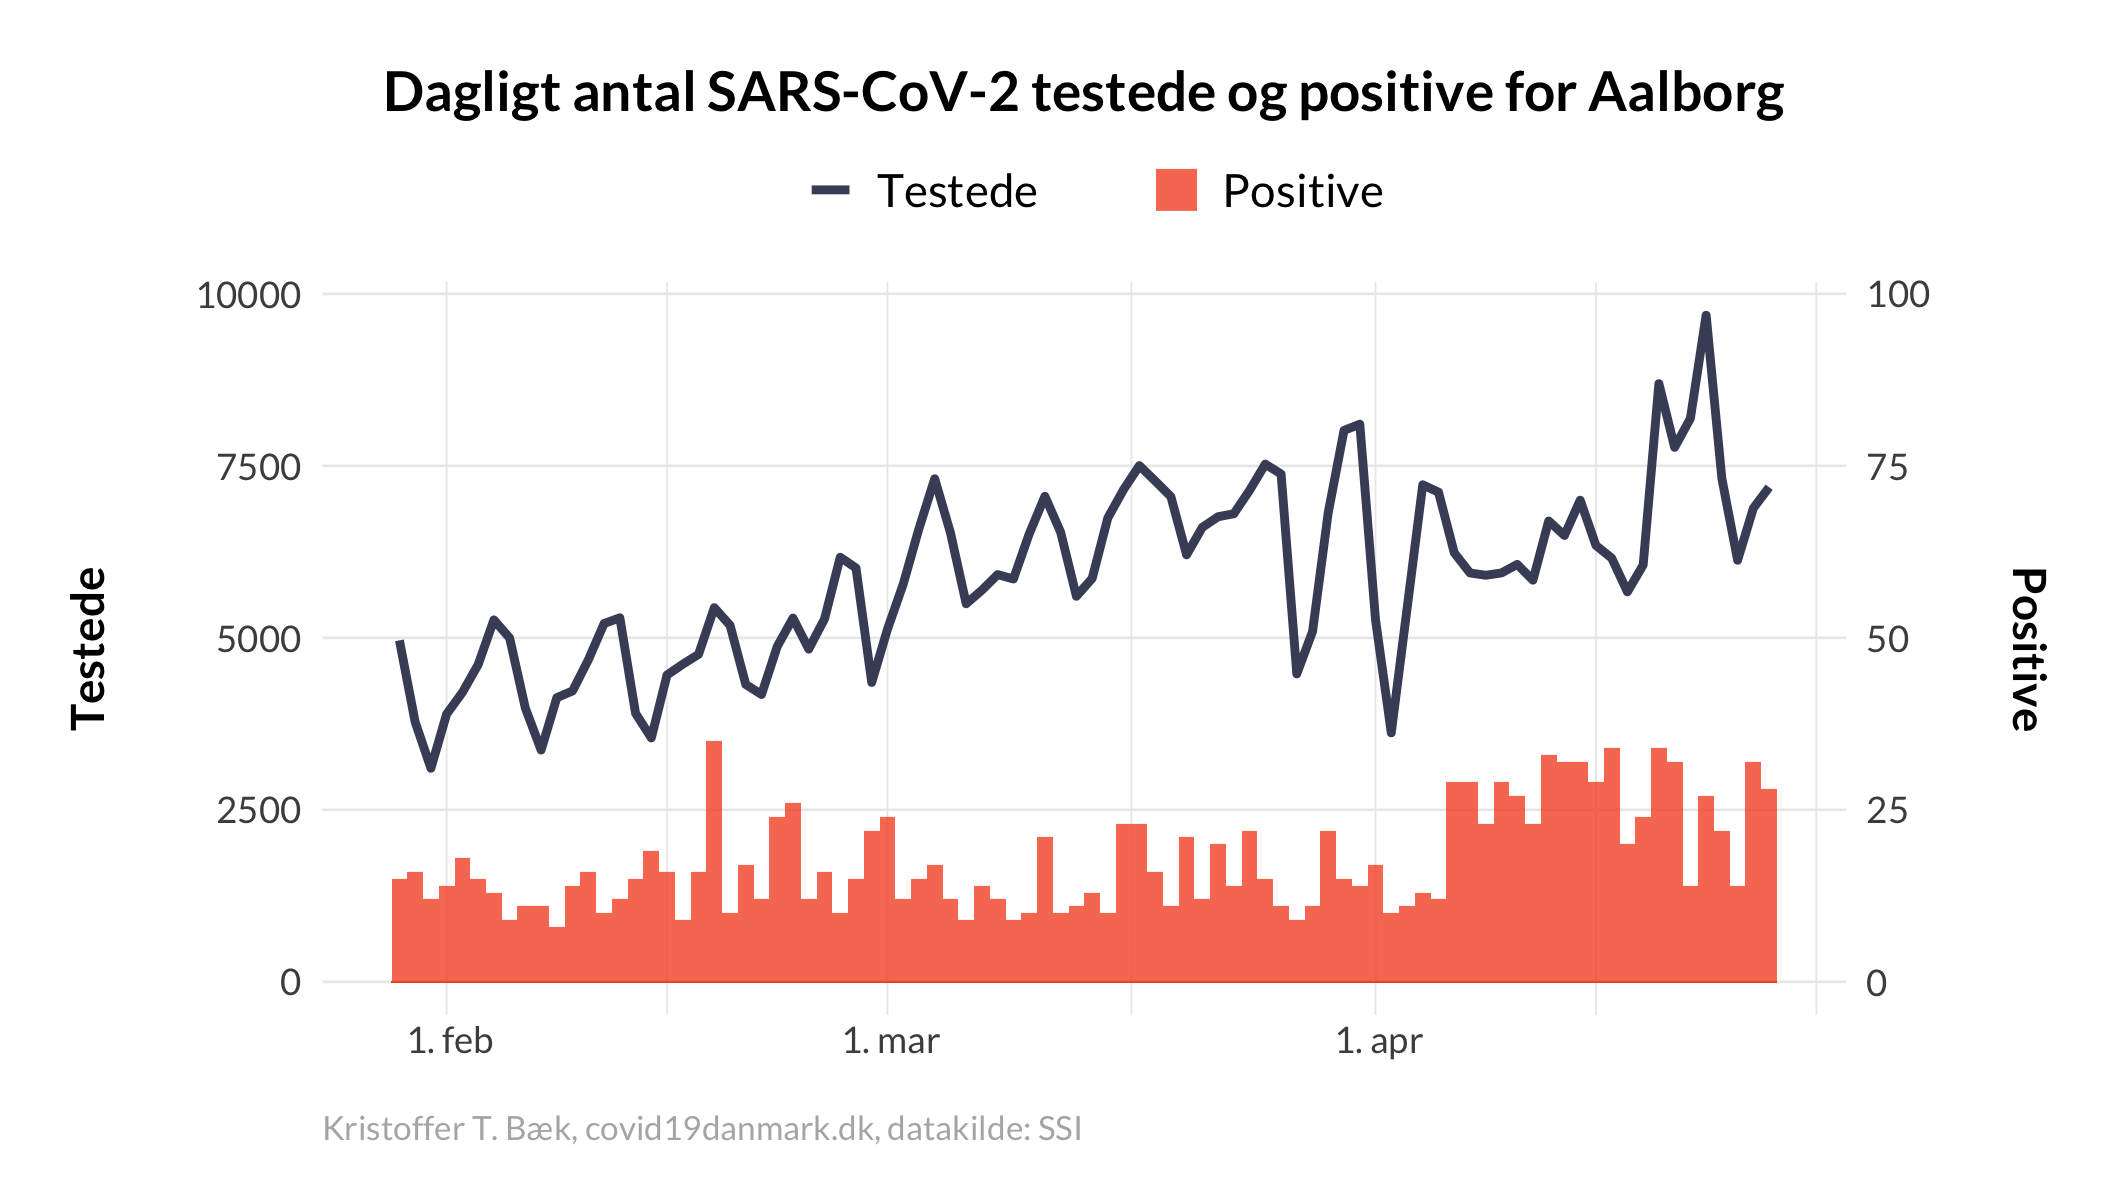 Dagligt antal SARS-CoV-2 testede og positive for Aalborg
Testede Positive
10000 100
7500 75
5000 50
2500 25
0 0
Testede
Positive
1. feb 1. mar 1. apr
Kristoffer T. Bæk, covid19danmark.dk, datakilde: SSI